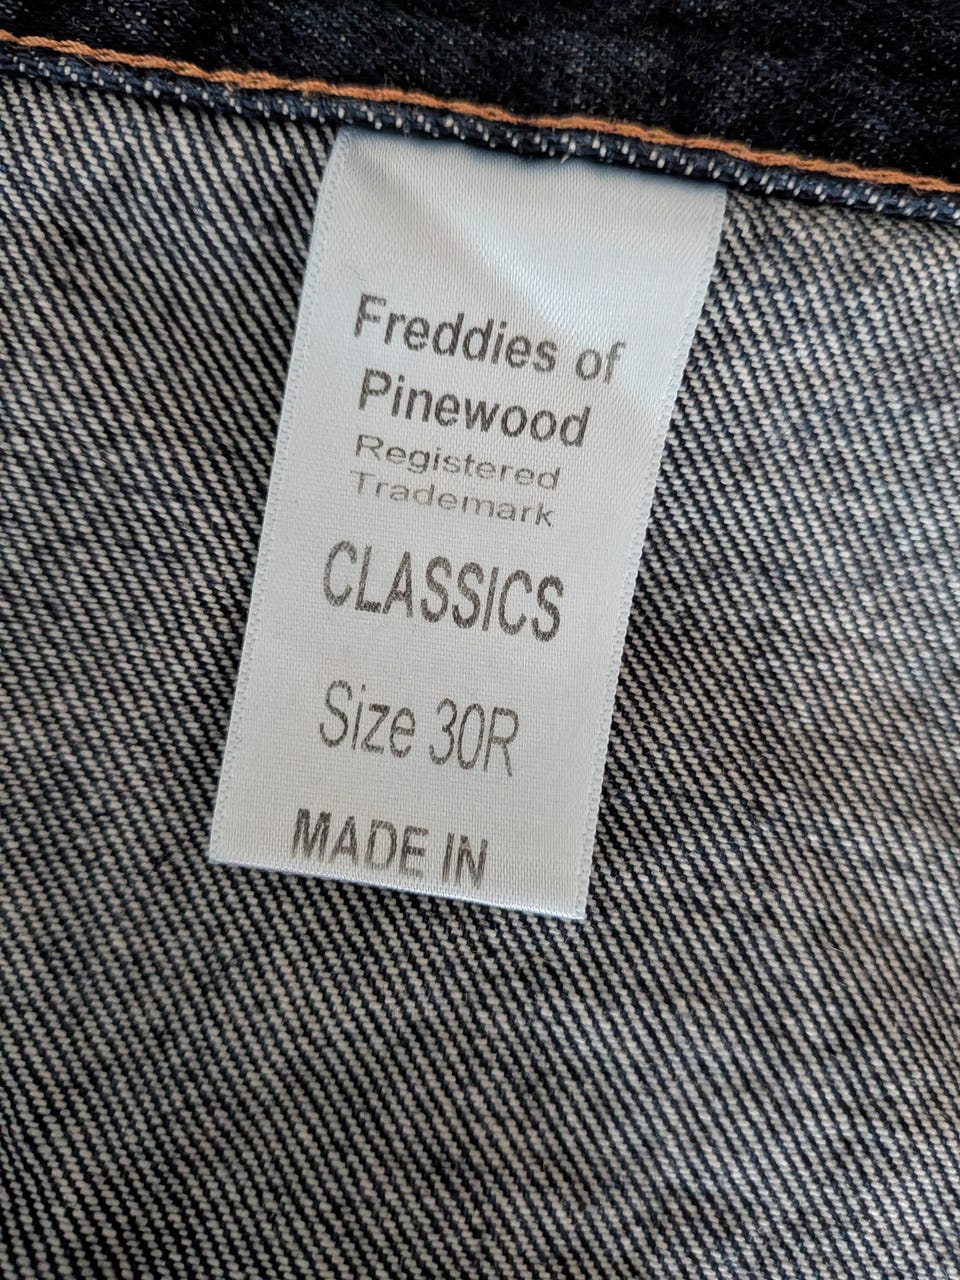 Freddies of
Pinewood
Registered
Trademark
CLASSICS
Size 30R
MADE IN